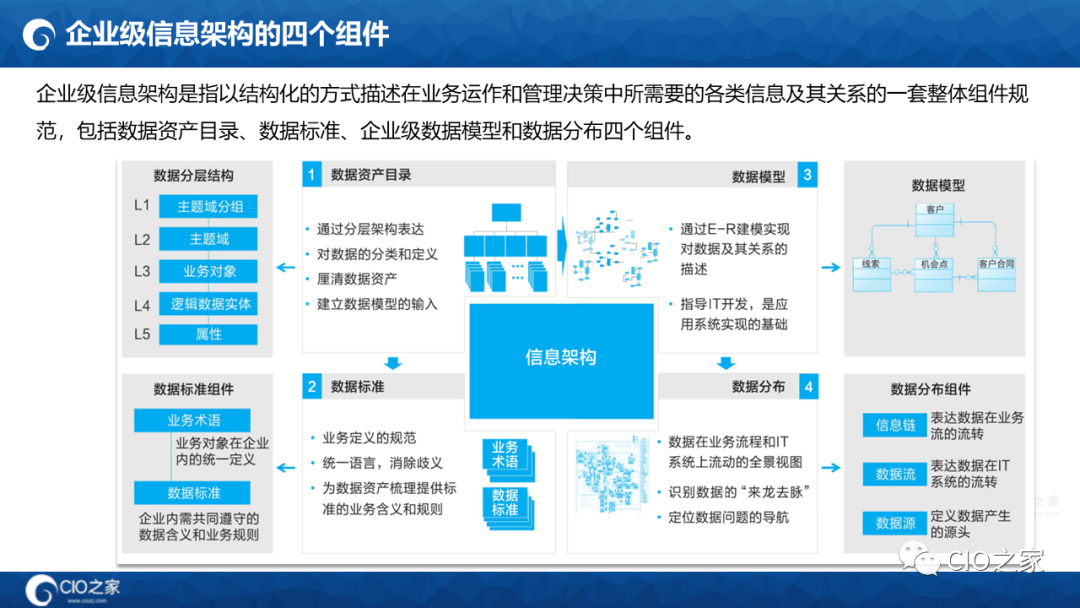 企业级信息架构的四个组件
企业级信息架构是指以结构化的方式描述在业务运作和管理决策中所需要的各类信息及其关系的一套整体组件规
范，包括数据资产目录、数据标准、企业级数据模型和数据分布四个组件。
数据分层结构
L1 主题域分组
L2 主题域
L3 业务对象
L4 逻辑数据实体
L5 属性
1 数据资产目录
• 通过分层架构表达
• 对数据的分类和定义
• 厘清数据资产
• 建立数据模型的输入
数据模型 3
• 通过E-R建模实现
对数据及其关系的
描述
• 指导IT开发，是应
用系统实现的基础
数据模型
客户
线索
机会点
客户合同
信息架构
数据标准组件
业务术语
业务对象在企业
内的统一定义
数据标准
企业内需共同遵守的
数据含义和业务规则
2 数据标准
• 业务定义的规范
• 统一语言，消除歧义
• 为数据资产梳理提供标
准的业务含义和规则
业务
术语
数据
标准
数据分布 4
• 数据在业务流程和IT
系统上流动的全景视图
• 识别数据的“来龙去脉”
• 定位数据问题的导航
数据分布组件
信息链 表达数据在业务
流的流转
数据流 表达数据在IT
系统的流转
数据源 定义数据产生
的源头
CIO之家
CIO之家
www.ciozj.com